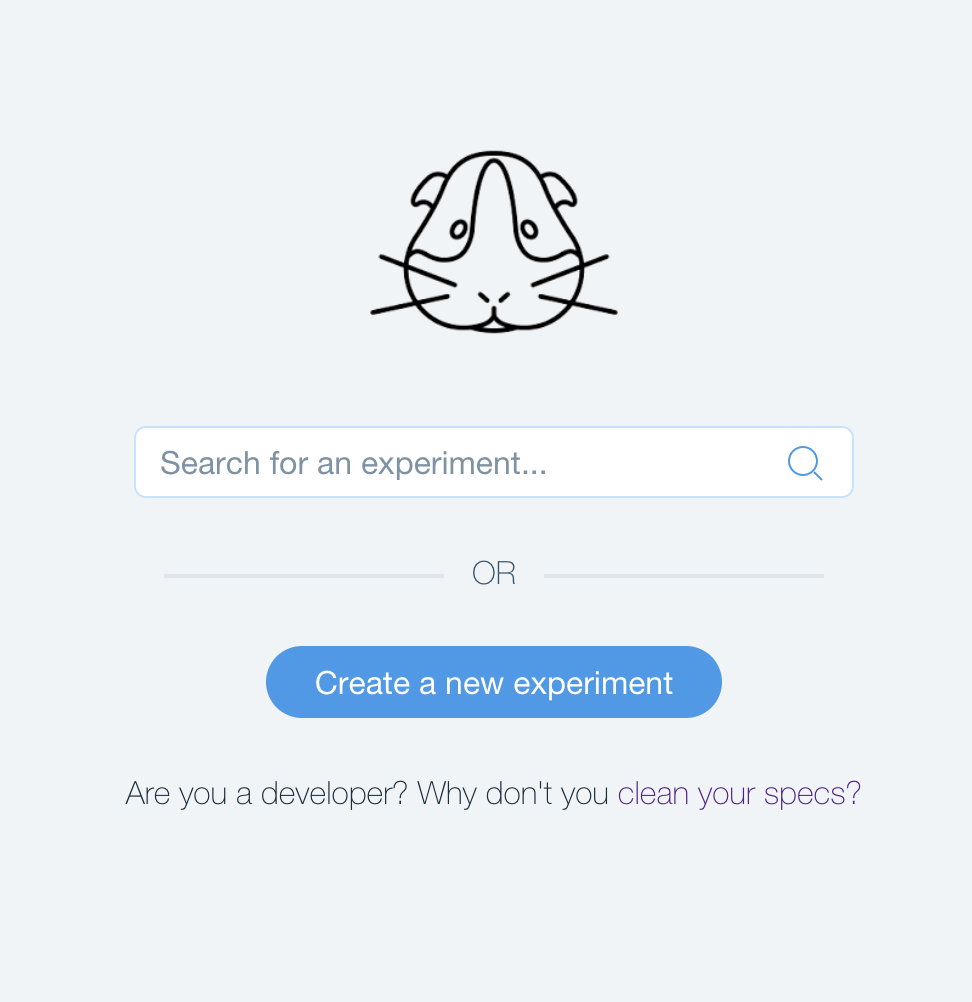 Search for an experiment...
OR
Create a new experiment
Are you a developer? Why don't you clean your specs?